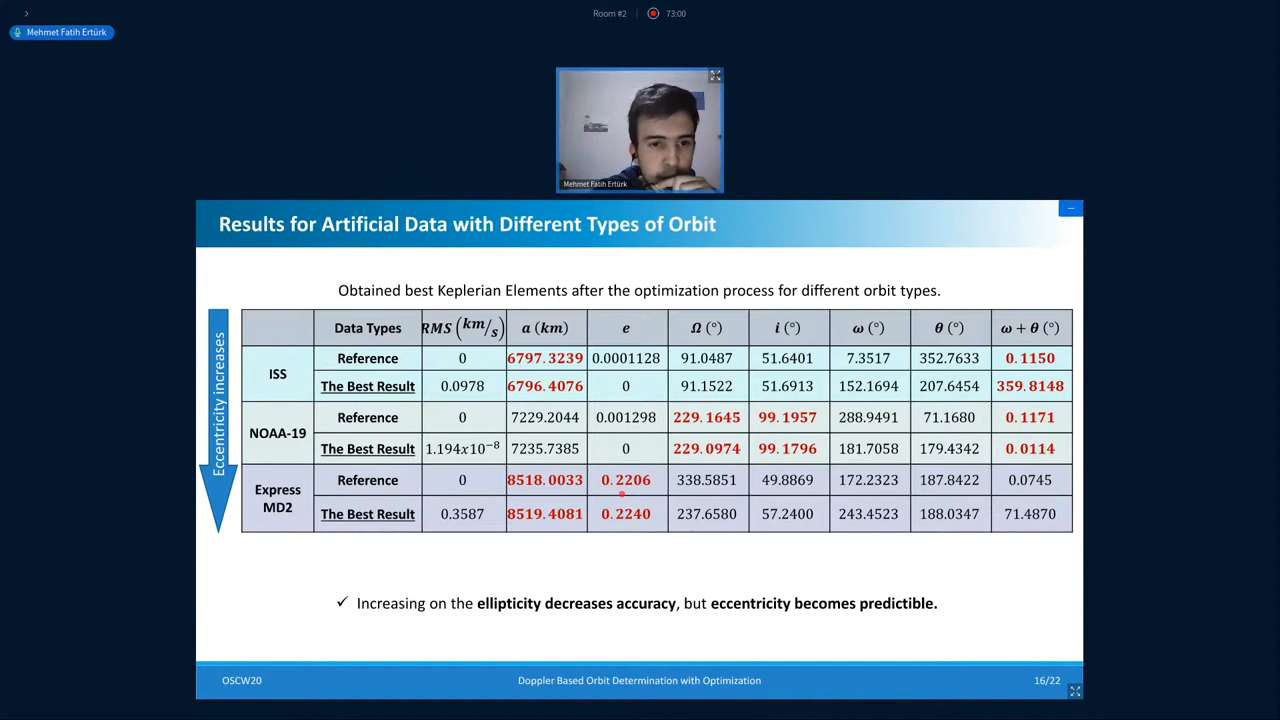 Room #2 73:00
Mehmet Fatih Ertürk
Mehmet Fatih Ertürk
Results for Artificial Data with Different Types of Orbit
Obtained best Keplerian Elements after the optimization process for different orbit types.
Eccentricity increases
Data Types RMS (km/s) a (km) e Ω (°) i (°) ω (°) θ (°) ω + θ (°)
ISS
Reference 0 6797.3239 0.0001128 91.0487 51.6401 7.3517 352.7633 0.1150
The Best Result 0.0978 6796.4076 0 91.1522 51.6913 152.1694 207.6454 359.8148
NOAA-19
Reference 0 7229.2044 0.001298 229.1645 99.1957 288.9491 71.1680 0.1171
The Best Result 1.194x10⁻⁸ 7235.7385 0 229.0974 99.1796 181.7058 179.4342 0.0114
Express
MD2
Reference 0 8518.0033 0.2206 338.5851 49.8869 172.2323 187.8422 0.0745
The Best Result 0.3587 8519.4081 0.2240 237.6580 57.2400 243.4523 188.0347 71.4870
✓ Increasing on the ellipticity decreases accuracy, but eccentricity becomes predictible.
OSCW20 Doppler Based Orbit Determination with Optimization 16/22